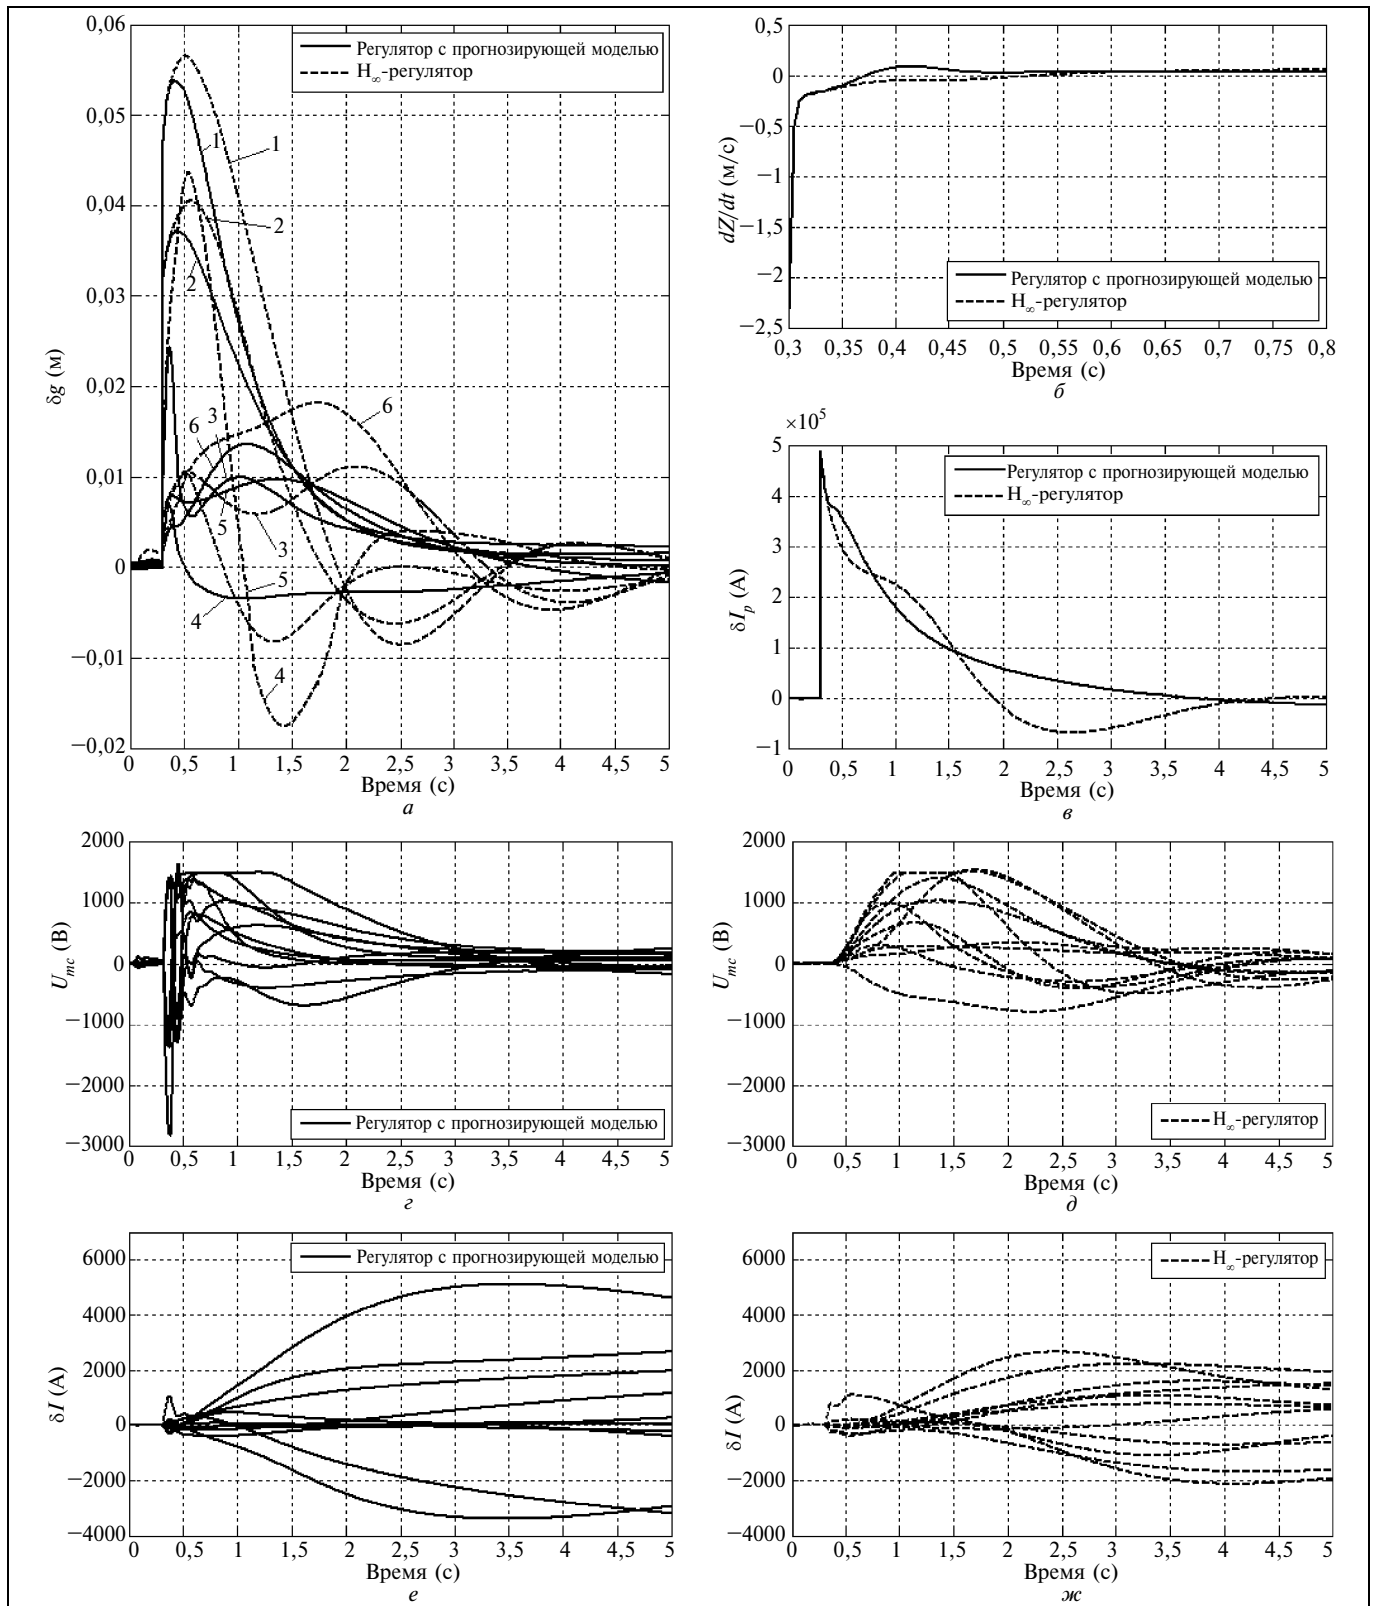 0,06
0,05
0,04
0,03
0,02
0,01
0
−0,01
−0,02
δg (м)
Регулятор с прогнозирующей моделью
H∞-регулятор
1
1
2
2
3
6
6
5
3
5
4
4
0 0,5 1 1,5 2 2,5 3 3,5 4 4,5 5
Время (с)
а
0,5
0
−0,5
−1
−1,5
−2
−2,5
dZ/dt (м/с)
Регулятор с прогнозирующей моделью
H∞-регулятор
0,3 0,35 0,4 0,45 0,5 0,55 0,6 0,65 0,7 0,75 0,8
Время (с)
б
×10⁵
5
4
3
2
1
0
−1
δIp (А)
Регулятор с прогнозирующей моделью
H∞-регулятор
0 0,5 1 1,5 2 2,5 3 3,5 4 4,5 5
Время (с)
в
2000
1000
0
−1000
−2000
−3000
Umc (В)
Регулятор с прогнозирующей моделью
0 0,5 1 1,5 2 2,5 3 3,5 4 4,5 5
Время (с)
г
2000
1000
0
−1000
−2000
−3000
Umc (В)
H∞-регулятор
0 0,5 1 1,5 2 2,5 3 3,5 4 4,5 5
Время (с)
д
6000
4000
2000
0
−2000
−4000
δI (А)
Регулятор с прогнозирующей моделью
0 0,5 1 1,5 2 2,5 3 3,5 4 4,5 5
Время (с)
е
6000
4000
2000
0
−2000
−4000
δI (А)
H∞-регулятор
0 0,5 1 1,5 2 2,5 3 3,5 4 4,5 5
Время (с)
ж